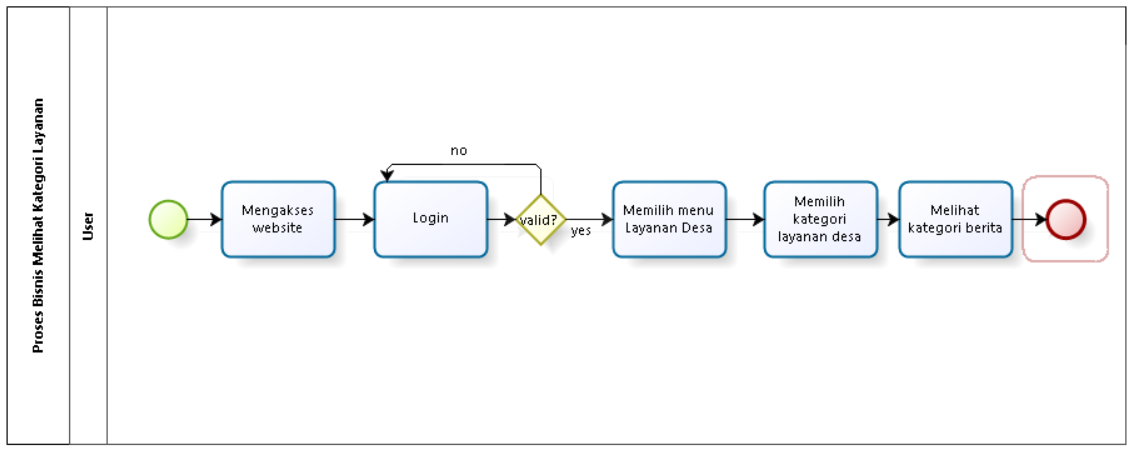 Proses Bisnis Melihat Kategori Layanan
User
Mengakses
website
no
Login
valid?
yes
Memilih menu
Layanan Desa
Memilih
kategori
layanan desa
Melihat
kategori berita